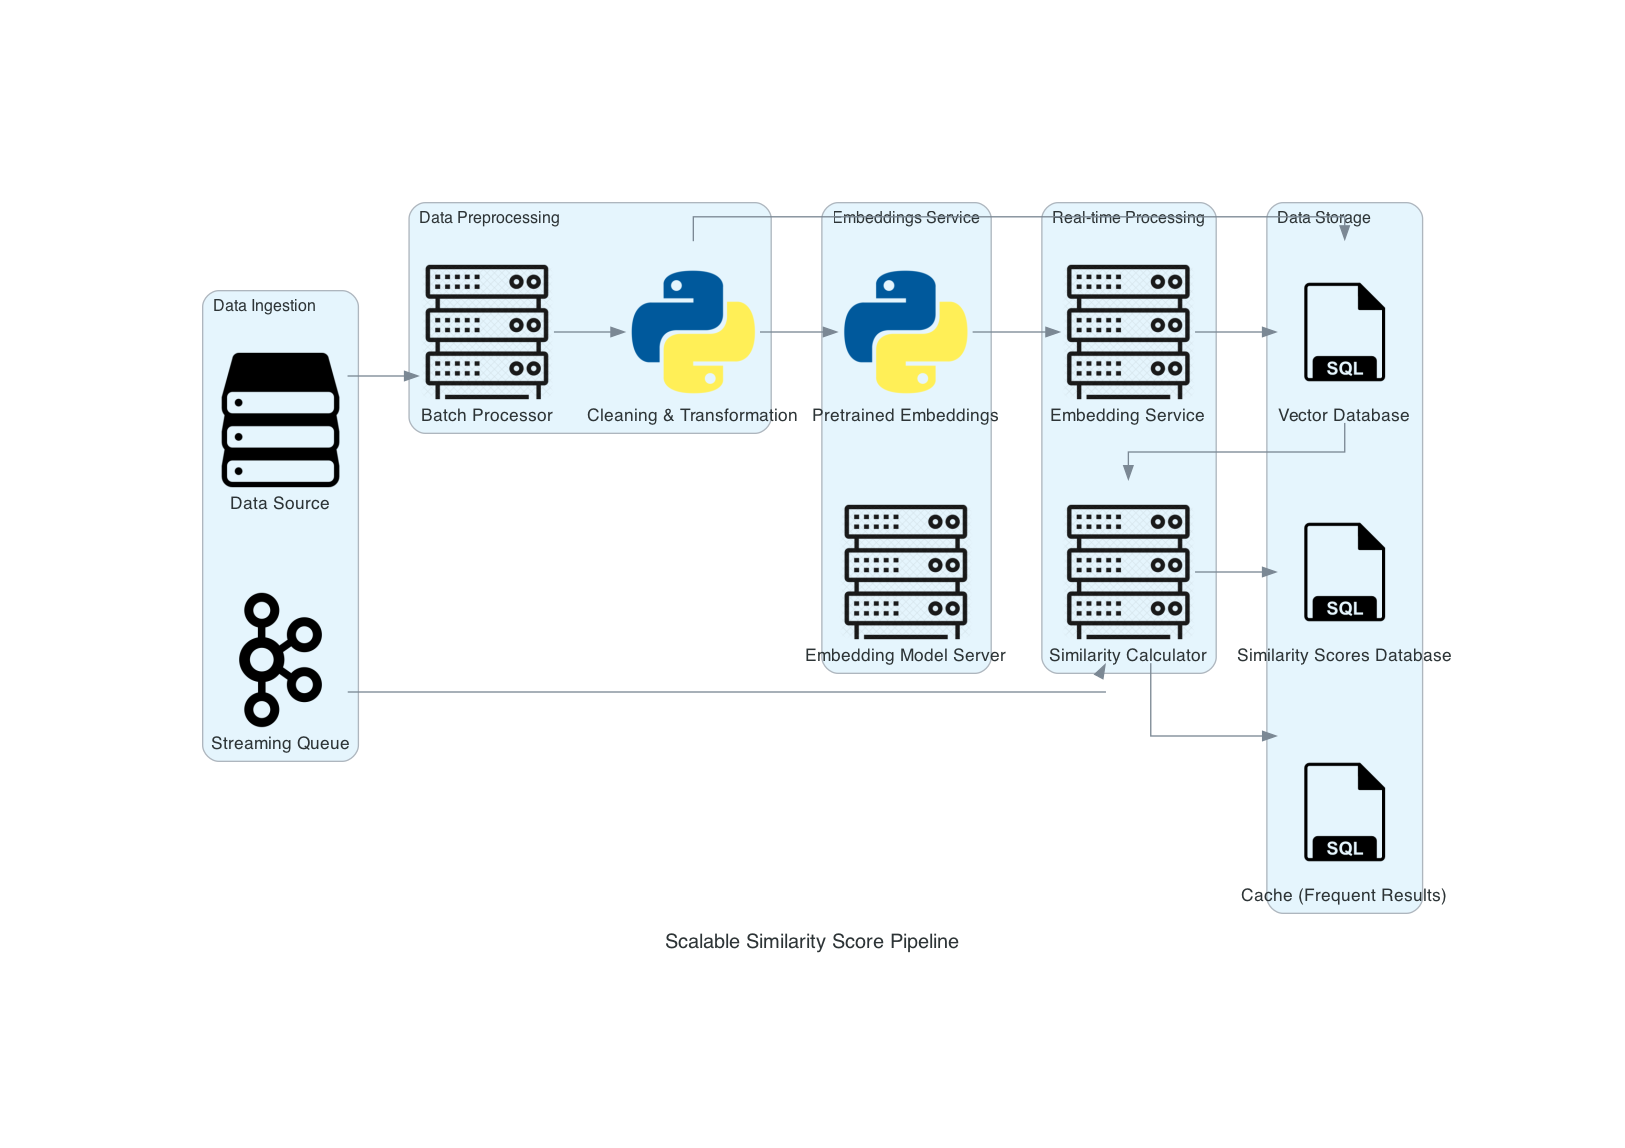 Data Preprocessing
Embeddings Service
Real-time Processing
Data Storage
Data Ingestion
SQL
Batch Processor
Cleaning & Transformation
Pretrained Embeddings
Embedding Service
Vector Database
Data Source
SQL
Embedding Model Server
Similarity Calculator
Similarity Scores Database
Streaming Queue
SQL
Cache (Frequent Results)
Scalable Similarity Score Pipeline